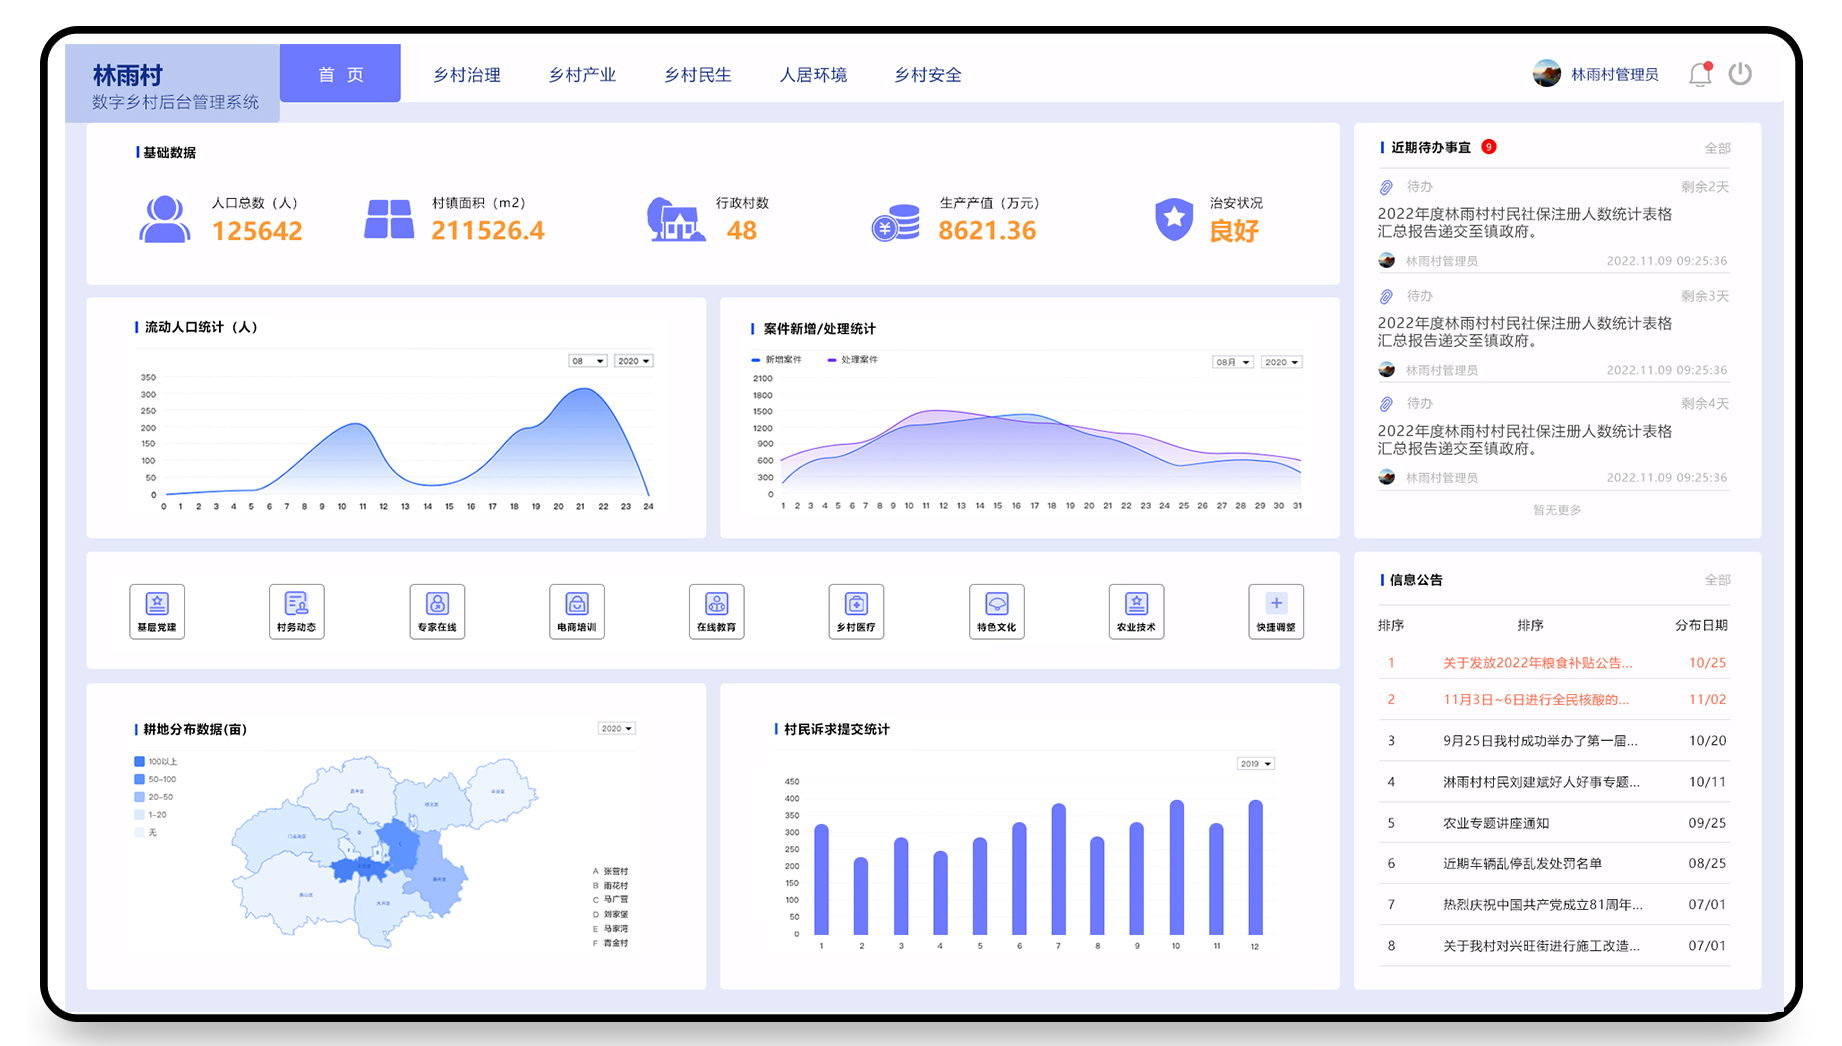 林雨村
数字乡村后台管理系统
首 页
乡村治理
乡村产业
乡村民生
人居环境
乡村安全
林雨村管理员
基础数据
人口总数（人）
125642
村镇面积（m2）
211526.4
行政村数
48
生产产值（万元）
8621.36
治安状况
良好
流动人口统计（人）
08
2020
350
300
250
200
150
100
50
0
0 1 2 3 4 5 6 7 8 9 10 11 12 13 14 15 16 17 18 19 20 21 22 23 24
案件新增/处理统计
新增案件
处理案件
08月
2020
2100
1800
1500
1200
900
600
300
0
1 2 3 4 5 6 7 8 9 10 11 12 13 14 15 16 17 18 19 20 21 22 23 24 25 26 27 28 29 30 31
近期待办事宜 9
全部
待办
剩余2天
2022年度林雨村村民社保注册人数统计表格
汇总报告递交至镇政府。
林雨村管理员
2022.11.09 09:25:36
待办
剩余3天
2022年度林雨村村民社保注册人数统计表格
汇总报告递交至镇政府。
林雨村管理员
2022.11.09 09:25:36
待办
剩余4天
2022年度林雨村村民社保注册人数统计表格
汇总报告递交至镇政府。
林雨村管理员
2022.11.09 09:25:36
暂无更多
基层党建
村务动态
专家在线
电商培训
在线教育
乡村医疗
特色文化
农业技术
快捷调整
耕地分布数据(亩)
2020
100以上
50-100
20-50
1-20
无
A 张营村
B 雨花村
C 马广营
D 刘家堡
E 马家湾
F 青金村
村民诉求提交统计
2019
450
400
350
300
250
200
150
100
50
0
1 2 3 4 5 6 7 8 9 10 11 12
信息公告
全部
排序 排序 分布日期
1 关于发放2022年粮食补贴公告... 10/25
2 11月3日~6日进行全民核酸的... 11/02
3 9月25日我村成功举办了第一届... 10/20
4 淋雨村村民刘建斌好人好事专题... 10/11
5 农业专题讲座通知 09/25
6 近期车辆乱停乱发处罚名单 08/25
7 热烈庆祝中国共产党成立81周年... 07/01
8 关于我村对兴旺街进行施工改造... 07/01